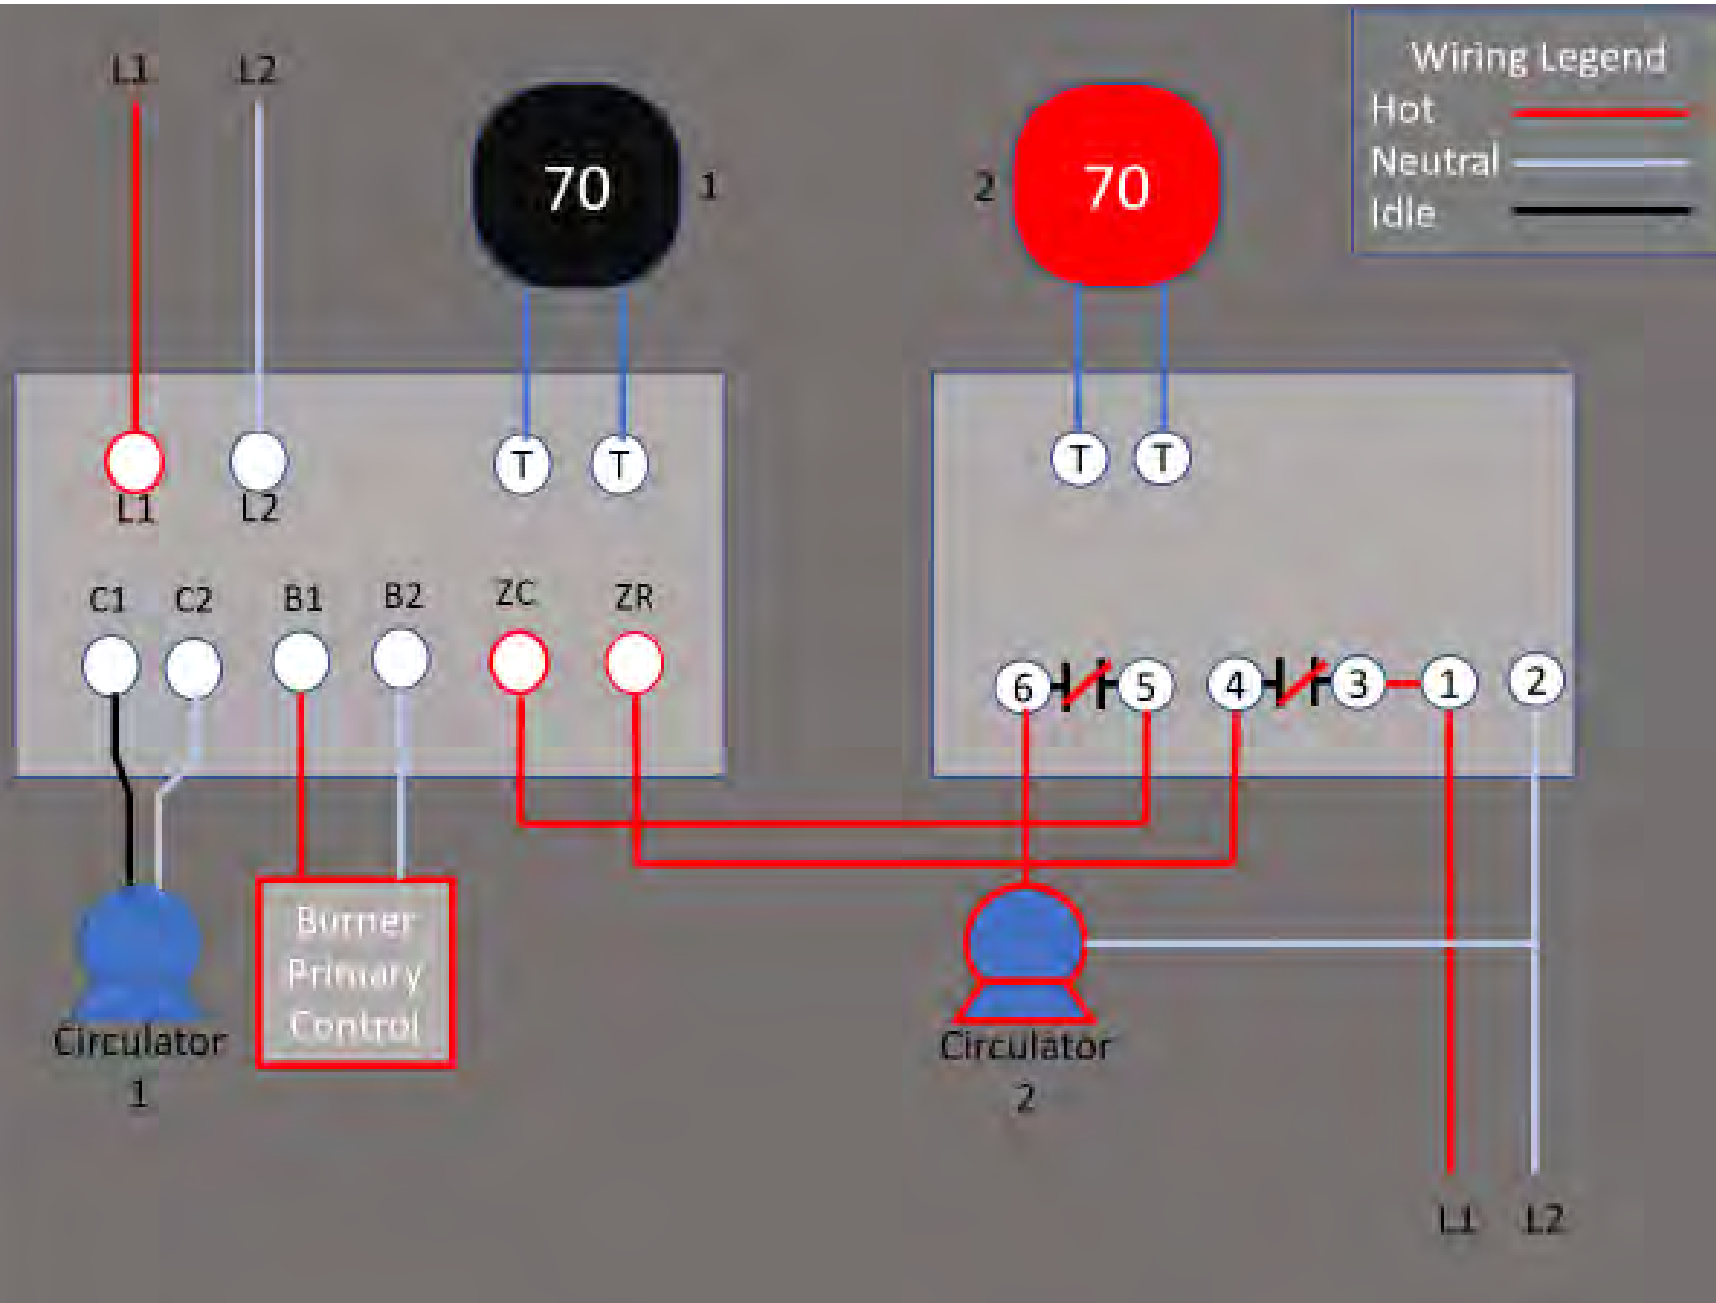 L1 L2
Wiring Legend
Hot
Neutral
Idle
70 1
2 70
L1 L2
T T
T T
C1 C2 B1 B2 ZC ZR
6 5 4 3 1 2
Burner
Primary
Control
Circulator
1
Circulator
2
L1 L2